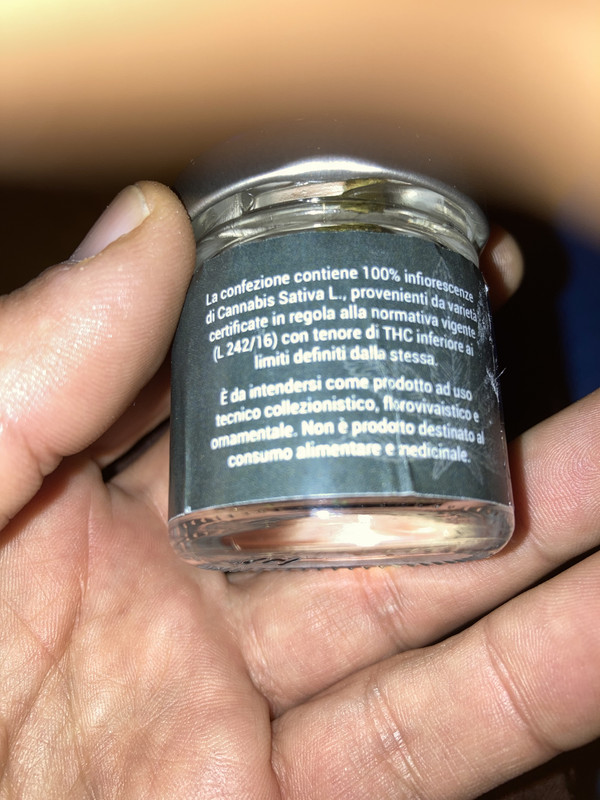 La confezione contiene 100% infiorescenze
di Cannabis Sativa L., provenienti da varietà
certificate in regola alla normativa vigente
(L 242/16) con tenore di THC inferiore ai
limiti definiti dalla stessa.
È da intendersi come prodotto ad uso
tecnico collezionistico, florovivaistico e
ornamentale. Non è prodotto destinato al
consumo alimentare e medicinale.